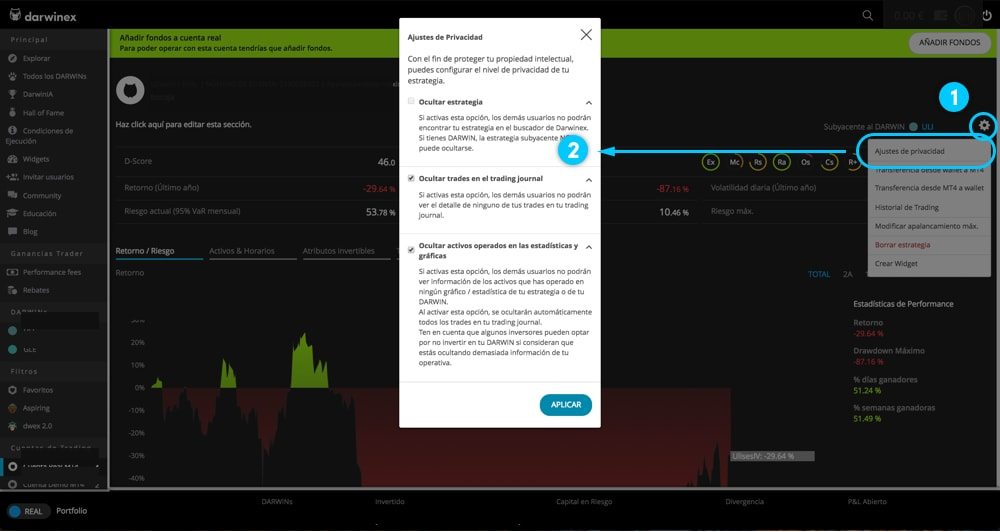 darwinex
0.00 €
Principal
Explorar
Todos los DARWINs
DarwinIA
Hall of Fame
Condiciones de
Ejecución
Widgets
Invitar usuarios
Community
Educación
Blog
Ganancias Trader
Performance fees
Rebates
GLE
Filtros
Favoritos
Aspiring
dwex 2.0
Cuentas de Trading
Cuenta Demo MT4 2
Añadir fondos a cuenta real
Para poder operar con esta cuenta tendrías que añadir fondos.
AÑADIR FONDOS
Haz click aquí para editar esta sección.
Subyacente al DARWIN ULI
D-Score 46.0
Ex Mc Rs Ra Os Cs R+
Retorno (Último año) -29.64 % -87.16 % Volatilidad diaria (Último año)
Riesgo actual (95% VaR mensual) 53.78 % 10.46 % Riesgo máx.
Retorno / Riesgo Activos & Horarios Atributos Invertibles
Retorno
TOTAL 2A
30%
20%
10%
0%
-10%
-20%
-30%
-40%
UlisesIV: -29.64 %
Estadísticas de Performance
Retorno
-29.64 %
Drawdown Máximo
-87.16 %
% días ganadores
51.24 %
% semanas ganadoras
51.49 %
1
Ajustes de privacidad
Transferencia desde wallet a MT4
Transferencia desde MT4 a wallet
Historial de Trading
Modificar apalancamiento máx.
Borrar estrategia
Crear Widget
2
Ajustes de Privacidad
Con el fin de proteger tu propiedad intelectual,
puedes configurar el nivel de privacidad de tu
estrategia.
Ocultar estrategia
Si activas esta opción, los demás usuarios no podrán
encontrar tu estrategia en el buscador de Darwinex.
Si tienes DARWIN, la estrategia subyacente
puede ocultarse.
Ocultar trades en el trading journal
Si activas esta opción, los demás usuarios no podrán
ver el detalle de ninguno de tus trades en tu trading
journal.
Ocultar activos operados en las estadísticas y
gráficas
Si activas esta opción, los demás usuarios no podrán
ver información de los activos que has operado en
ningún gráfico / estadística de tu estrategia o de tu
DARWIN.
Al activar esta opción, se ocultarán automáticamente
todos los trades en tu trading journal.
Ten en cuenta que algunos inversores pueden optar
por no invertir en tu DARWIN si consideran que
estás ocultando demasiada información de tu
operativa.
APLICAR
REAL Portfolio
DARWINs Invertido Capital en Riesgo Divergencia P&L Abierto